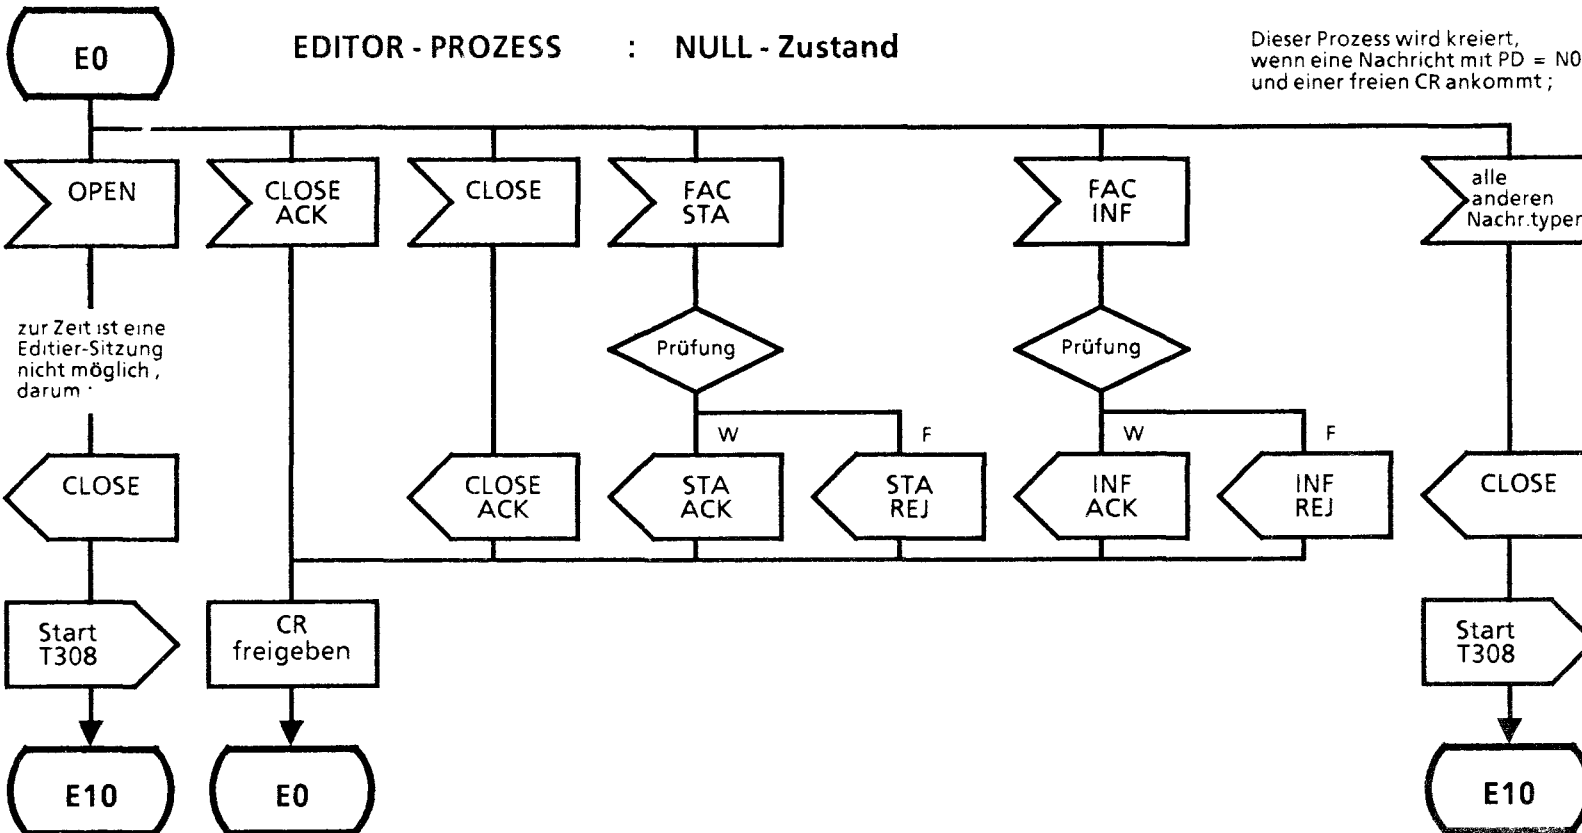 E0
EDITOR - PROZESS : NULL - Zustand
Dieser Prozess wird kreiert,
wenn eine Nachricht mit PD = N0
und einer freien CR ankommt ;
OPEN
CLOSE
ACK
CLOSE
FAC
STA
FAC
INF
alle
anderen
Nachr.typen
zur Zeit ist eine
Editier-Sitzung
nicht möglich ,
darum :
Prüfung
Prüfung
W
F
W
F
CLOSE
CLOSE
ACK
STA
ACK
STA
REJ
INF
ACK
INF
REJ
CLOSE
Start
T308
CR
freigeben
Start
T308
E10
E0
E10